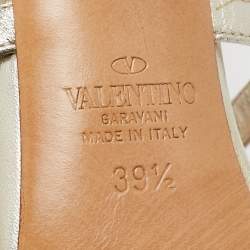 VALENTINO
GARAVANI
MADE IN ITALY
39½